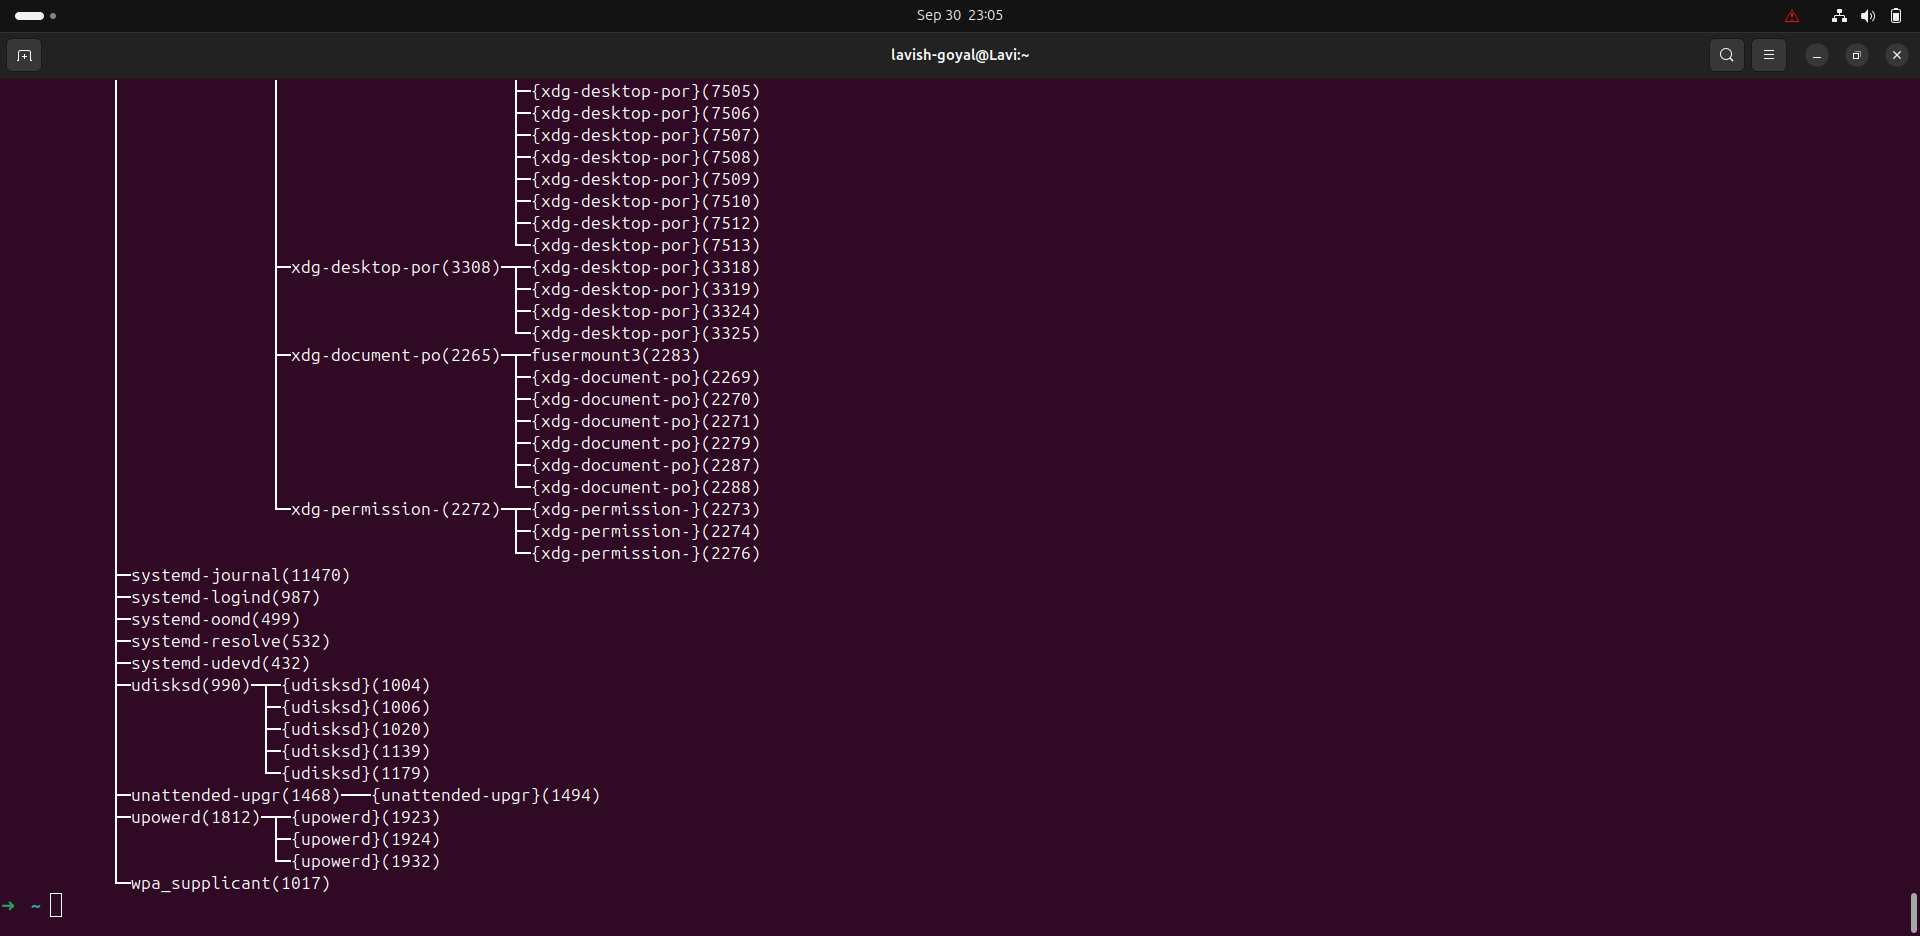 Sep 30 23:05
lavish-goyal@Lavi:~
{xdg-desktop-por}(7505)
{xdg-desktop-por}(7506)
{xdg-desktop-por}(7507)
{xdg-desktop-por}(7508)
{xdg-desktop-por}(7509)
{xdg-desktop-por}(7510)
{xdg-desktop-por}(7512)
{xdg-desktop-por}(7513)
xdg-desktop-por(3308) {xdg-desktop-por}(3318)
{xdg-desktop-por}(3319)
{xdg-desktop-por}(3324)
{xdg-desktop-por}(3325)
xdg-document-po(2265) fusermount3(2283)
{xdg-document-po}(2269)
{xdg-document-po}(2270)
{xdg-document-po}(2271)
{xdg-document-po}(2279)
{xdg-document-po}(2287)
{xdg-document-po}(2288)
xdg-permission-(2272) {xdg-permission-}(2273)
{xdg-permission-}(2274)
{xdg-permission-}(2276)
systemd-journal(11470)
systemd-logind(987)
systemd-oomd(499)
systemd-resolve(532)
systemd-udevd(432)
udisksd(990) {udisksd}(1004)
{udisksd}(1006)
{udisksd}(1020)
{udisksd}(1139)
{udisksd}(1179)
unattended-upgr(1468) {unattended-upgr}(1494)
upowerd(1812) {upowerd}(1923)
{upowerd}(1924)
{upowerd}(1932)
wpa_supplicant(1017)
➜ ~